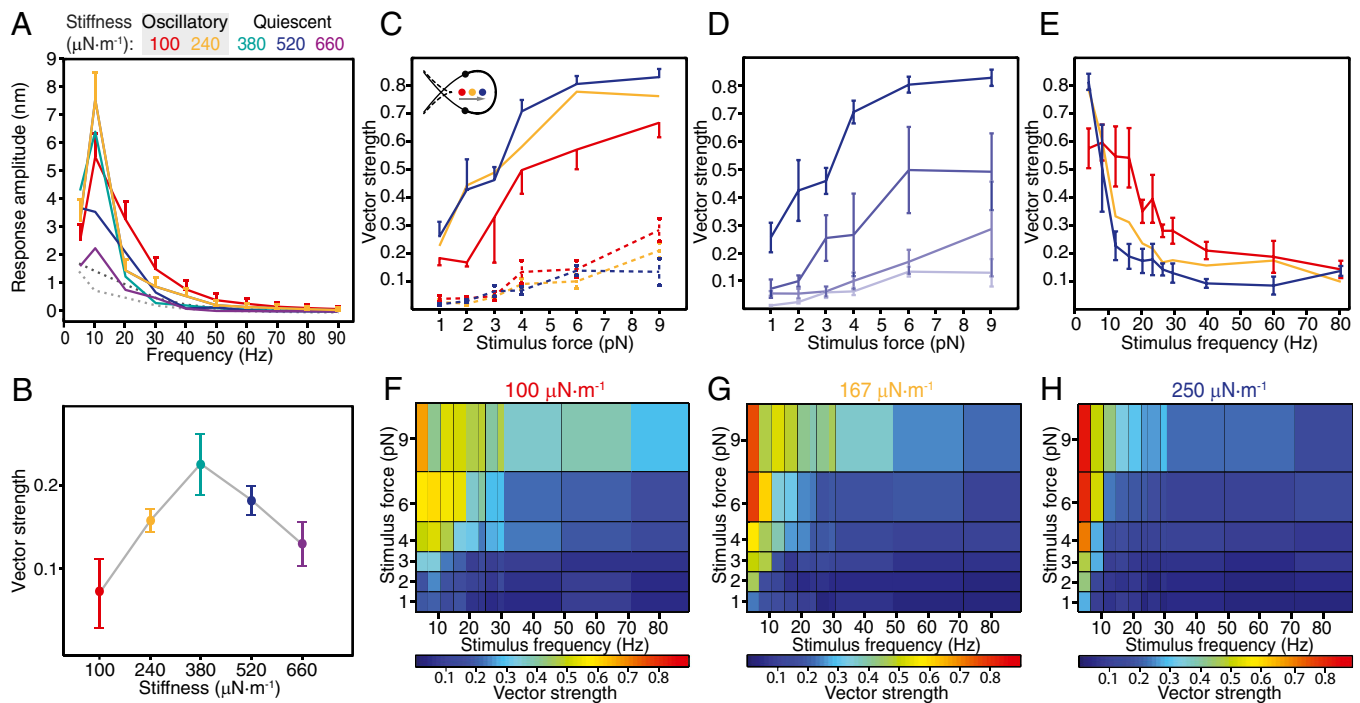 A
Stiffness Oscillatory Quiescent
(µN·m⁻¹): 100 240 380 520 660
Response amplitude (nm)
9
8
7
6
5
4
3
2
1
0
0 10 20 30 40 50 60 70 80 90
Frequency (Hz)
C
Vector strength
0.8
0.7
0.6
0.5
0.4
0.3
0.2
0.1
1 2 3 4 6 9
Stimulus force (pN)
D
Vector strength
0.8
0.7
0.6
0.5
0.4
0.3
0.2
0.1
1 2 3 4 6 9
Stimulus force (pN)
E
Vector strength
0.8
0.7
0.6
0.5
0.4
0.3
0.2
0.1
0 10 20 30 40 50 60 70 80
Stimulus frequency (Hz)
B
Vector strength
0.2
0.1
100 240 380 520 660
Stiffness (µN·m⁻¹)
F
100 µN·m⁻¹
Stimulus force (pN)
9
6
4
3
2
1
10 20 30 40 50 60 70 80
Stimulus frequency (Hz)
0.1 0.2 0.3 0.4 0.5 0.6 0.7 0.8
Vector strength
G
167 µN·m⁻¹
Stimulus force (pN)
9
6
4
3
2
1
10 20 30 40 50 60 70 80
Stimulus frequency (Hz)
0.1 0.2 0.3 0.4 0.5 0.6 0.7 0.8
Vector strength
H
250 µN·m⁻¹
Stimulus force (pN)
9
6
4
3
2
1
10 20 30 40 50 60 70 80
Stimulus frequency (Hz)
0.1 0.2 0.3 0.4 0.5 0.6 0.7 0.8
Vector strength